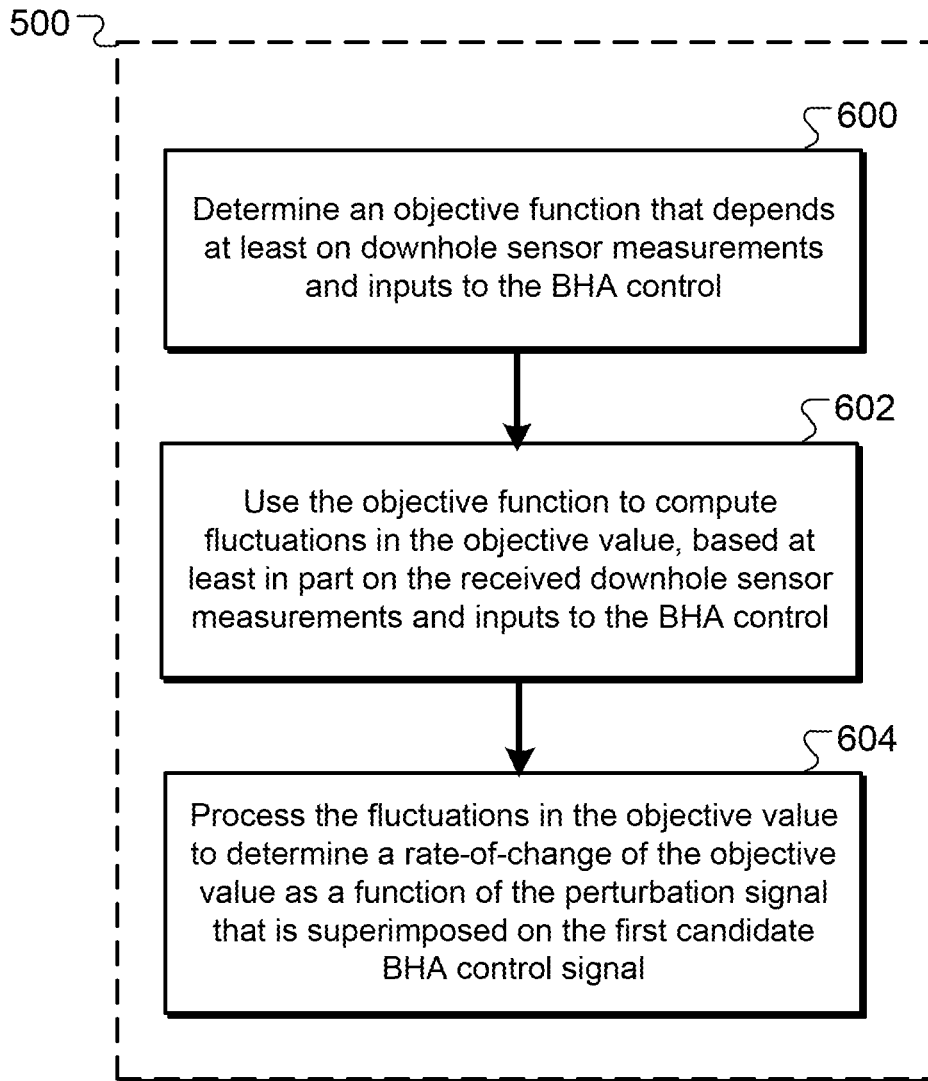 500
600
Determine an objective function that depends
at least on downhole sensor measurements
and inputs to the BHA control
602
Use the objective function to compute
fluctuations in the objective value, based at
least in part on the received downhole sensor
measurements and inputs to the BHA control
604
Process the fluctuations in the objective value
to determine a rate-of-change of the objective
value as a function of the perturbation signal
that is superimposed on the first candidate
BHA control signal